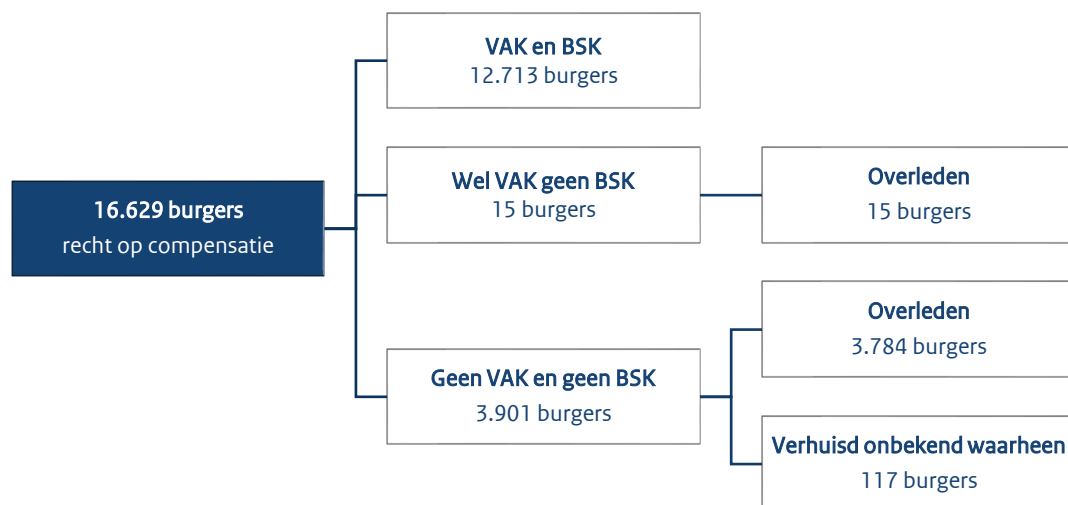 VAK en BSK
12.713 burgers
Wel VAK geen BSK
15 burgers
Overleden
15 burgers
16.629 burgers
recht op compensatie
Overleden
3.784 burgers
Geen VAK en geen BSK
3.901 burgers
Verhuisd onbekend waarheen
117 burgers